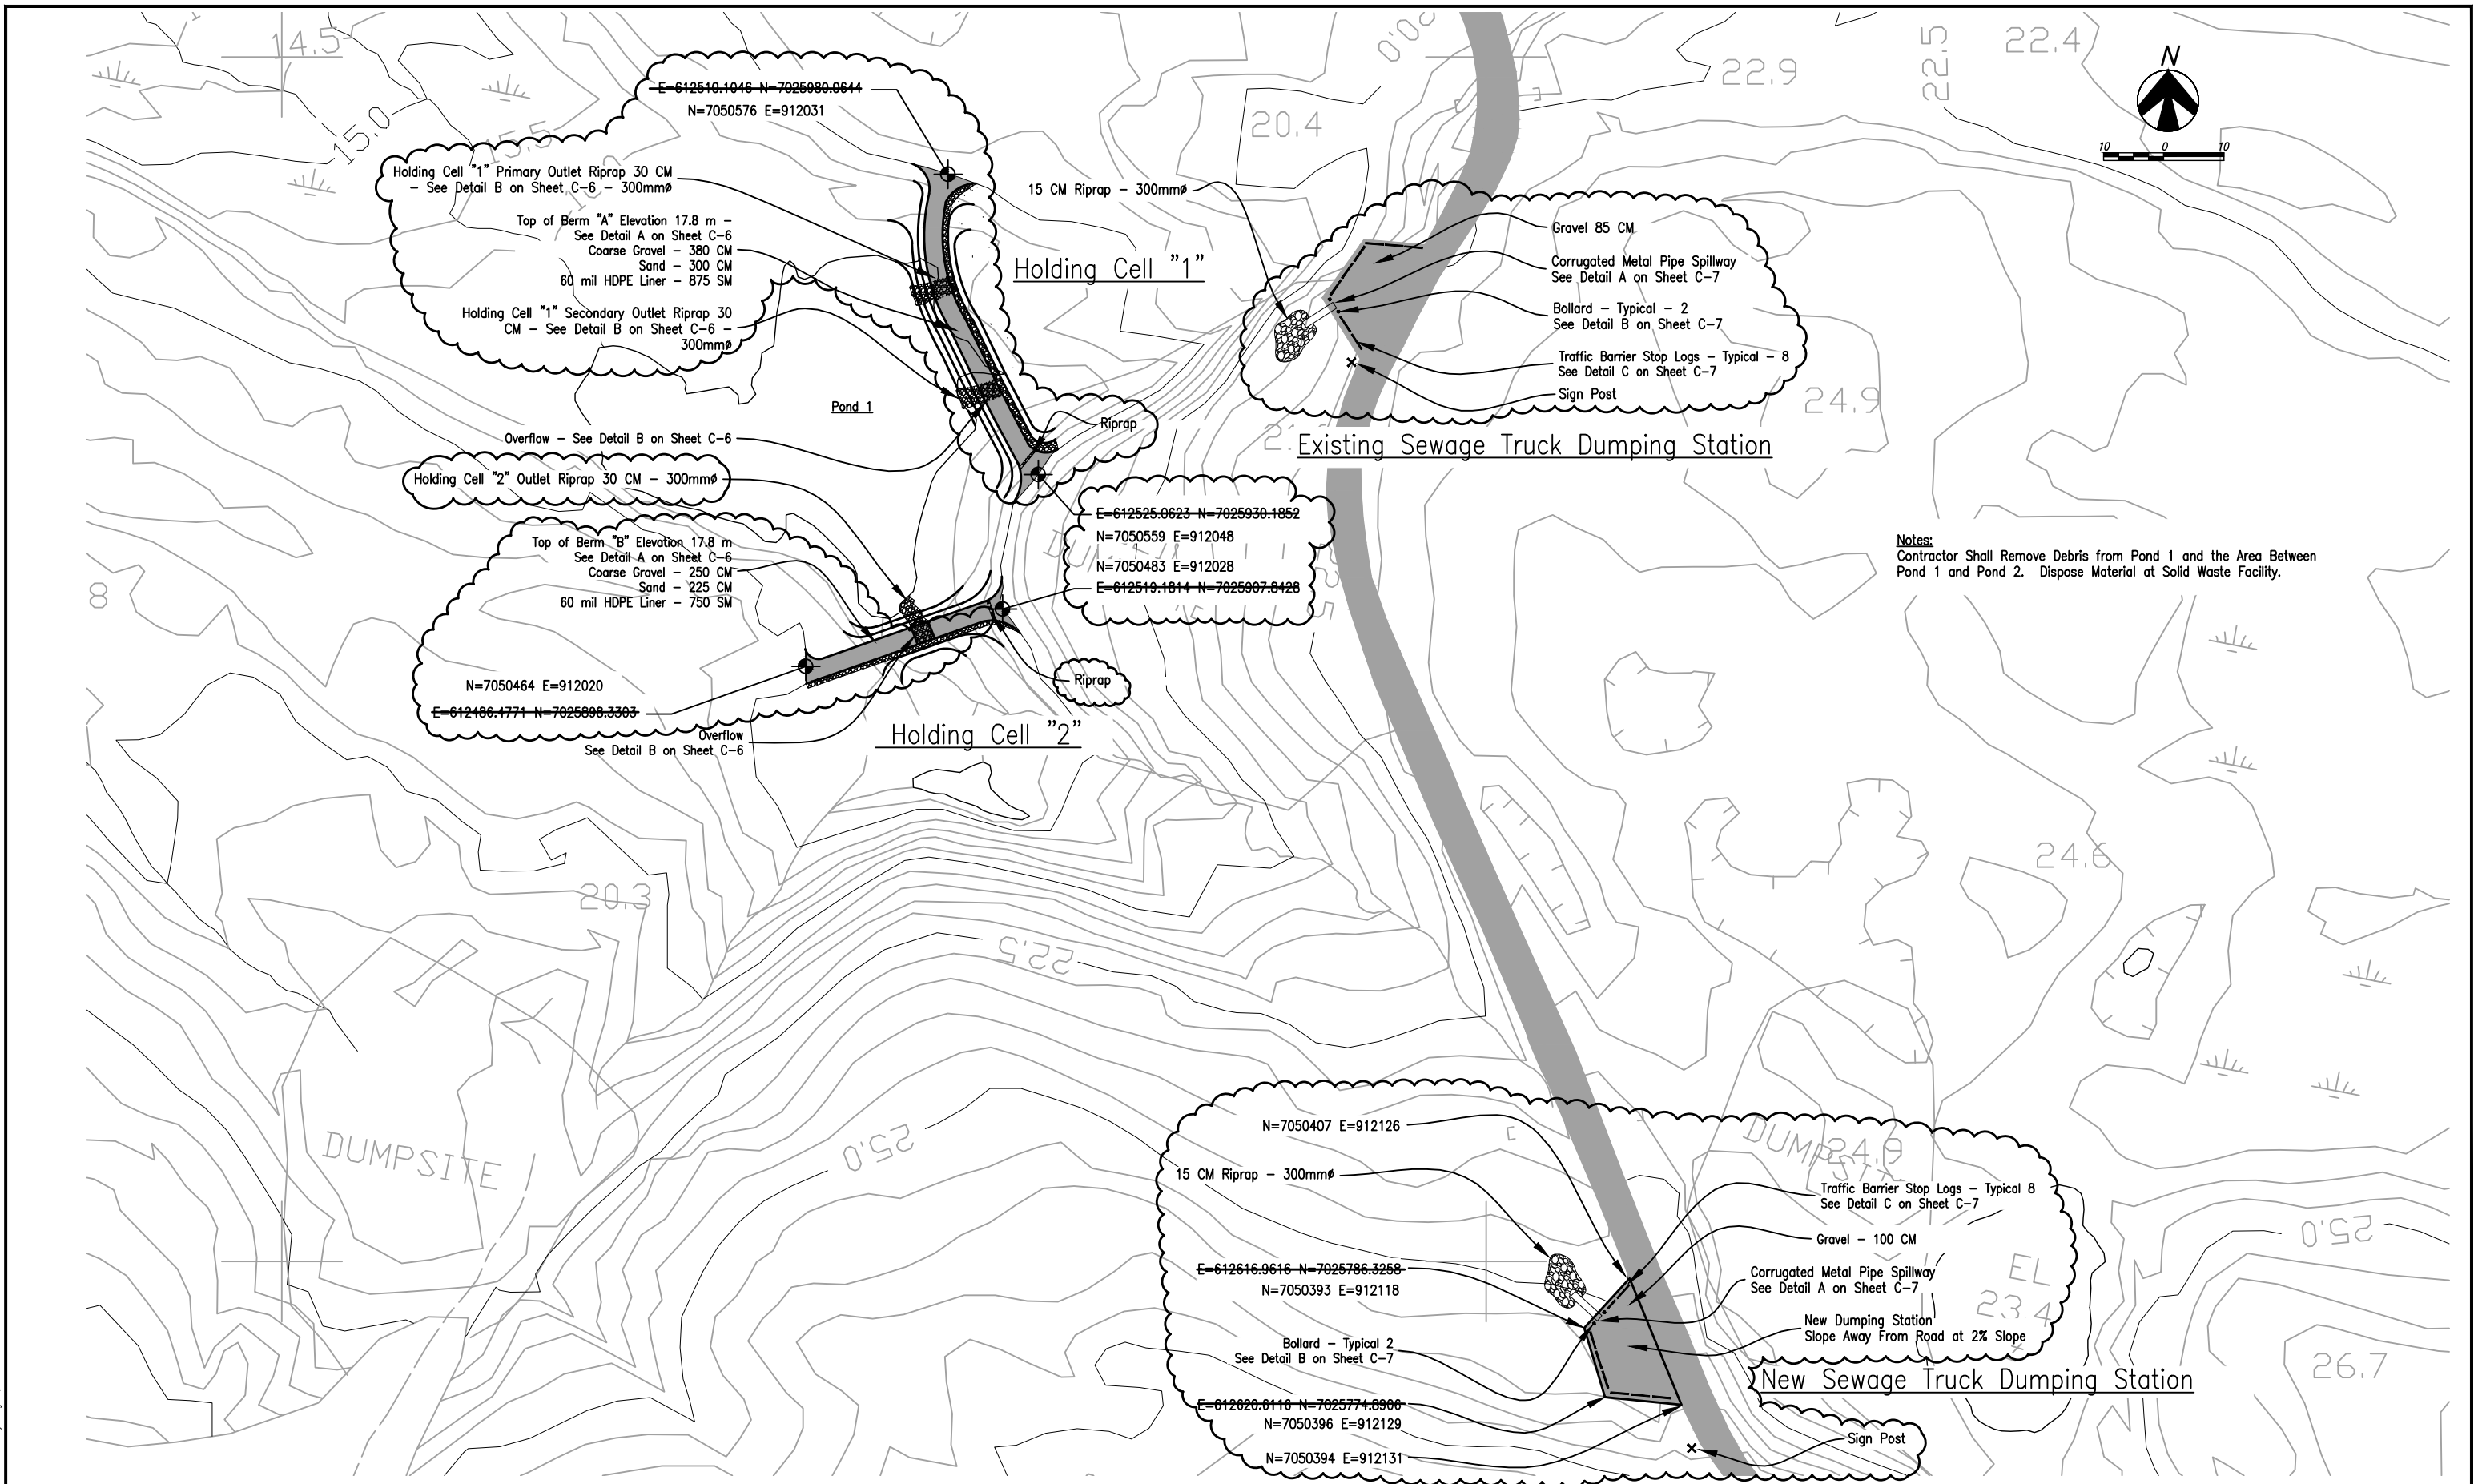 14.5
15.0
15.5
20.4
22.9
22.5
22.4
N
10 0 10
E=612510.1046 N=7025980.0644
N=7050576 E=912031
Holding Cell "1" Primary Outlet Riprap 30 CM
- See Detail B on Sheet C-6 - 300mmø
Top of Berm "A" Elevation 17.8 m -
See Detail A on Sheet C-6
Coarse Gravel - 380 CM
Sand - 300 CM
60 mil HDPE Liner - 875 SM
Holding Cell "1" Secondary Outlet Riprap 30
CM - See Detail B on Sheet C-6 -
300mmø
Holding Cell "1"
15 CM Riprap - 300mmø
Gravel 85 CM
Corrugated Metal Pipe Spillway
See Detail A on Sheet C-7
Bollard - Typical - 2
See Detail B on Sheet C-7
Traffic Barrier Stop Logs - Typical - 8
See Detail C on Sheet C-7
Sign Post
24.9
Existing Sewage Truck Dumping Station
Pond 1
Riprap
Overflow - See Detail B on Sheet C-6
Holding Cell "2" Outlet Riprap 30 CM - 300mmø
E=612525.0623 N=7025930.1852
N=7050559 E=912048
N=7050483 E=912028
E=612519.1814 N=7025907.8428
Top of Berm "B" Elevation 17.8 m
See Detail A on Sheet C-6
Coarse Gravel - 250 CM
Sand - 225 CM
60 mil HDPE Liner - 750 SM
Notes:
Contractor Shall Remove Debris from Pond 1 and the Area Between
Pond 1 and Pond 2. Dispose Material at Solid Waste Facility.
8
N=7050464 E=912020
E=612486.4771 N=7025898.3303
Riprap
Overflow
See Detail B on Sheet C-6
Holding Cell "2"
20.3
22.5
24.6
DUMPSITE
25.0
N=7050407 E=912126
15 CM Riprap - 300mmø
24.9
Traffic Barrier Stop Logs - Typical 8
See Detail C on Sheet C-7
Gravel - 100 CM
25.0
E=612616.9616 N=7025786.3258
N=7050393 E=912118
Corrugated Metal Pipe Spillway
See Detail A on Sheet C-7
EL
23.4
New Dumping Station
Slope Away From Road at 2% Slope
Bollard - Typical 2
See Detail B on Sheet C-7
New Sewage Truck Dumping Station
26.7
E=612620.6116 N=7025774.8906
N=7050396 E=912129
N=7050394 E=912131
Sign Post